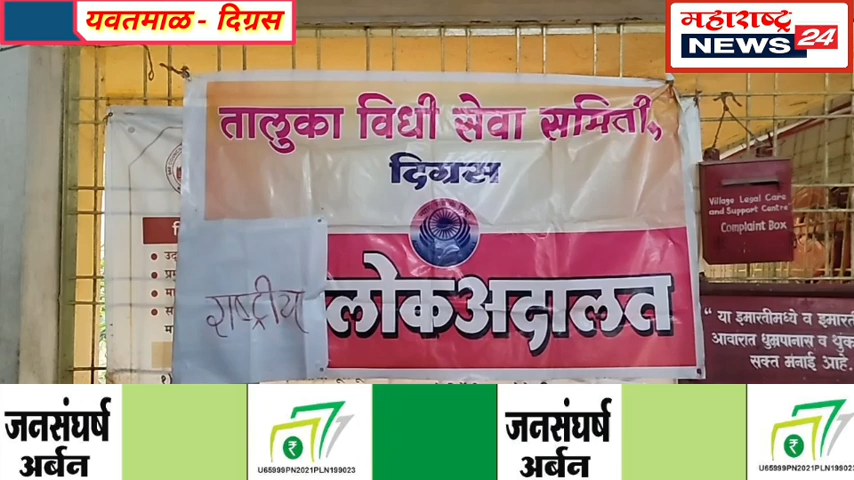 यवतमाळ - दिग्रस
महाराष्ट्र
NEWS 24
तालुका विधी सेवा समिती,
दिग्रस
राष्ट्रीय
लोकअदालत
Village Legal Care
and Support Centre
Complaint Box
" या इमारतीमध्ये व इमारती
आवारात धुम्रपानास व थुंक
सक्त मनाई आहे.
जनसंघर्ष
अर्बन
U65999PN2021PLN199023
जनसंघर्ष
अर्बन
U65999PN2021PLN199023